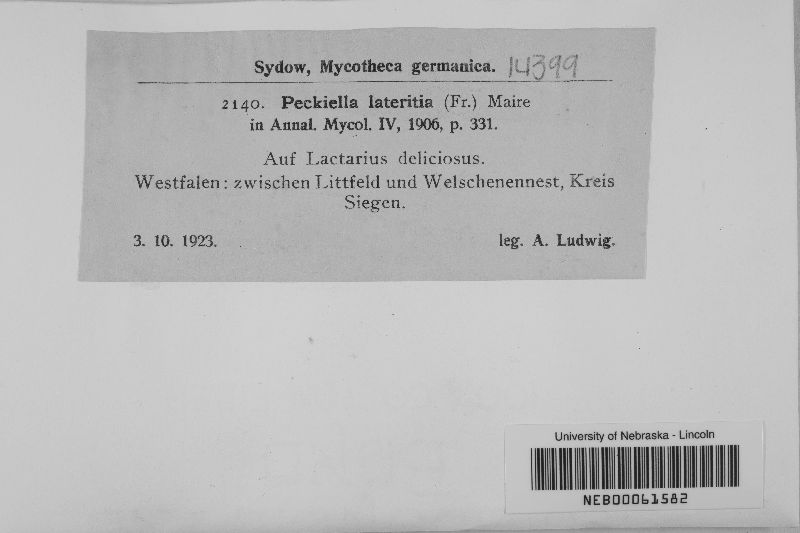 Sydow, Mycotheca germanica. 14399
2140. Peckiella lateritia (Fr.) Maire
in Annal. Mycol. IV, 1906, p. 331.
Auf Lactarius deliciosus.
Westfalen: zwischen Littfeld und Welschenennest, Kreis
Siegen.
3. 10. 1923. leg. A. Ludwig.
University of Nebraska - Lincoln
NEB00061582